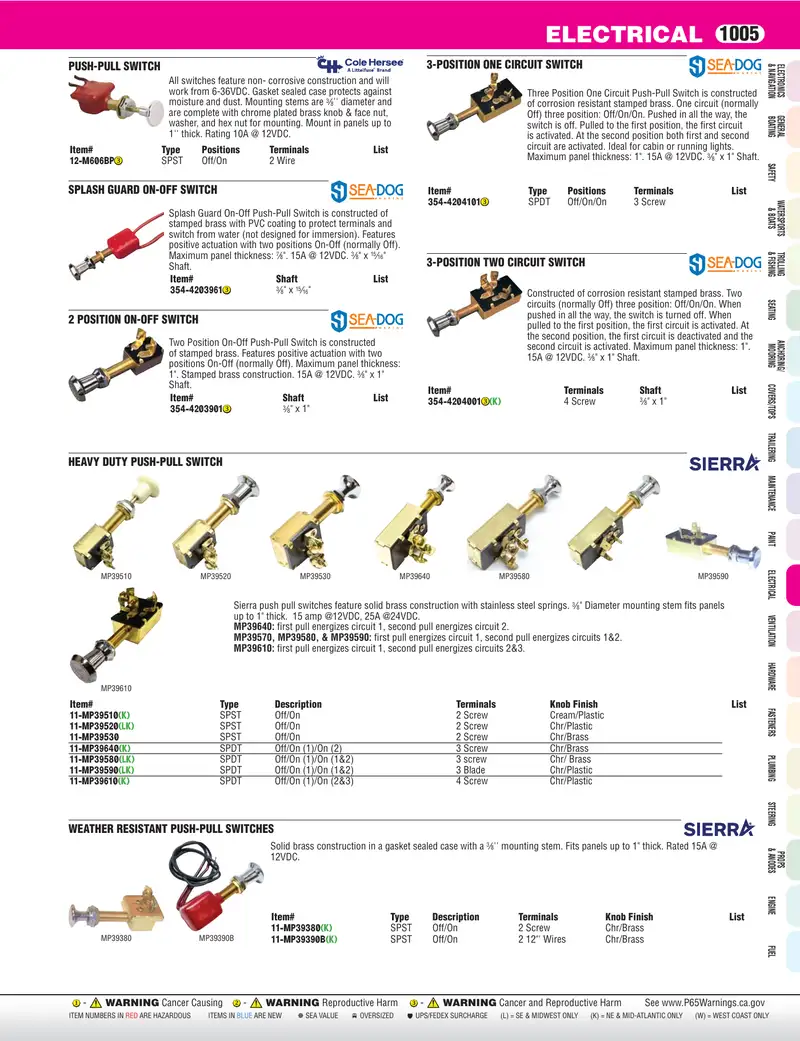 ELECTRICAL 1005
PUSH-PULL SWITCH
Cole Hersee
A Littelfuse Brand
All switches feature non- corrosive construction and will
work from 6-36VDC. Gasket sealed case protects against
moisture and dust. Mounting stems are ⅜'' diameter and
are complete with chrome plated brass knob & face nut,
washer, and hex nut for mounting. Mount in panels up to
1'' thick. Rating 10A @ 12VDC.
Item# Type Positions Terminals List
12-M606BP3 SPST Off/On 2 Wire
SPLASH GUARD ON-OFF SWITCH
SEA-DOG
MARINE
Splash Guard On-Off Push-Pull Switch is constructed of
stamped brass with PVC coating to protect terminals and
switch from water (not designed for immersion). Features
positive actuation with two positions On-Off (normally Off).
Maximum panel thickness: ⅞". 15A @ 12VDC. ⅜" x ¹⁵⁄₁₆"
Shaft.
Item# Shaft List
354-42039613 ⅜" x ¹⁵⁄₁₆"
2 POSITION ON-OFF SWITCH
SEA-DOG
MARINE
Two Position On-Off Push-Pull Switch is constructed
of stamped brass. Features positive actuation with two
positions On-Off (normally Off). Maximum panel thickness:
1". Stamped brass construction. 15A @ 12VDC. ⅜" x 1"
Shaft.
Item# Shaft List
354-42039013 ⅜" x 1"
3-POSITION ONE CIRCUIT SWITCH
SEA-DOG
MARINE
Three Position One Circuit Push-Pull Switch is constructed
of corrosion resistant stamped brass. One circuit (normally
Off) three position: Off/On/On. Pushed in all the way, the
switch is off. Pulled to the first position, the first circuit
is activated. At the second position both first and second
circuit are activated. Ideal for cabin or running lights.
Maximum panel thickness: 1". 15A @ 12VDC. ⅜" x 1" Shaft.
Item# Type Positions Terminals List
354-42041013 SPDT Off/On/On 3 Screw
3-POSITION TWO CIRCUIT SWITCH
SEA-DOG
MARINE
Constructed of corrosion resistant stamped brass. Two
circuits (normally Off) three position: Off/On/On. When
pushed in all the way, the switch is turned off. When
pulled to the first position, the first circuit is activated. At
the second position, the first circuit is deactivated and the
second circuit is activated. Maximum panel thickness: 1".
15A @ 12VDC. ⅜" x 1" Shaft.
Item# Terminals Shaft List
354-42040013(K) 4 Screw ⅜" x 1"
HEAVY DUTY PUSH-PULL SWITCH
SIERRA
MP39510 MP39520 MP39530 MP39640 MP39580 MP39590
Sierra push pull switches feature solid brass construction with stainless steel springs. ⅜" Diameter mounting stem fits panels
up to 1" thick. 15 amp @12VDC, 25A @24VDC.
MP39640: first pull energizes circuit 1, second pull energizes circuit 2.
MP39570, MP39580, & MP39590: first pull energizes circuit 1, second pull energizes circuits 1&2.
MP39610: first pull energizes circuit 1, second pull energizes circuits 2&3.
MP39610
Item# Type Description Terminals Knob Finish List
11-MP39510(K) SPST Off/On 2 Screw Cream/Plastic
11-MP39520(LK) SPST Off/On 2 Screw Chr/Plastic
11-MP39530 SPST Off/On 2 Screw Chr/Brass
11-MP39640(K) SPDT Off/On (1)/On (2) 3 Screw Chr/Brass
11-MP39580(LK) SPDT Off/On (1)/On (1&2) 3 screw Chr/ Brass
11-MP39590(LK) SPDT Off/On (1)/On (1&2) 3 Blade Chr/Plastic
11-MP39610(K) SPDT Off/On (1)/On (2&3) 4 Screw Chr/Plastic
WEATHER RESISTANT PUSH-PULL SWITCHES
SIERRA
Solid brass construction in a gasket sealed case with a ⅜'' mounting stem. Fits panels up to 1" thick. Rated 15A @
12VDC.
MP39380 MP39390B
Item# Type Description Terminals Knob Finish List
11-MP39380(K) SPST Off/On 2 Screw Chr/Brass
11-MP39390B(K) SPST Off/On 2 12'' Wires Chr/Brass
ELECTRONICS
& NAVIGATION
GENERAL
BOATING
SAFETY
WATERSPORTS
& BOATS
TROLLING
& FISHING
SEATING
ANCHORING/
MOORING
COVERS/TOPS
TRAILERING
MAINTENANCE
PAINT
ELECTRICAL
VENTILATION
HARDWARE
FASTENERS
PLUMBING
STEERING
PROPS
& ANODES
ENGINE
FUEL
1 - WARNING Cancer Causing 2 - WARNING Reproductive Harm 3 - WARNING Cancer and Reproductive Harm See www.P65Warnings.ca.gov
ITEM NUMBERS IN RED ARE HAZARDOUS ITEMS IN BLUE ARE NEW SEA VALUE OVERSIZED UPS/FEDEX SURCHARGE (L) = SE & MIDWEST ONLY (K) = NE & MID-ATLANTIC ONLY (W) = WEST COAST ONLY